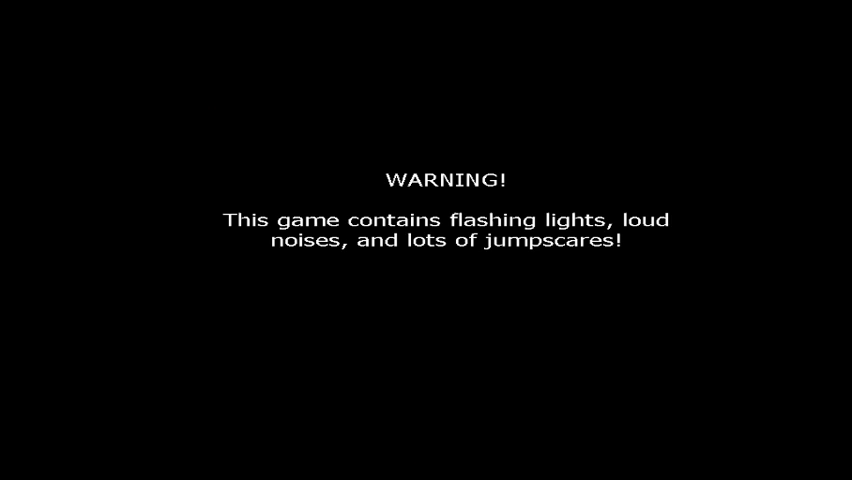 WARNING!
This game contains flashing lights, loud
noises, and lots of jumpscares!